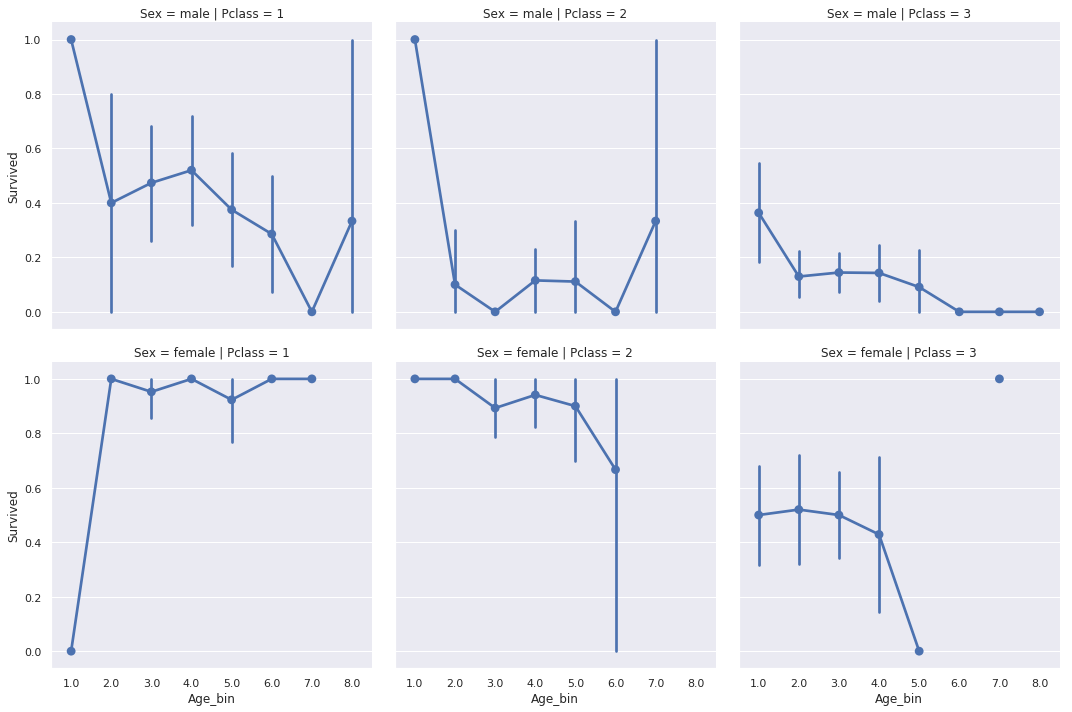 Sex = male | Pclass = 1
Sex = male | Pclass = 2
Sex = male | Pclass = 3
1.0
0.8
0.6
0.4
0.2
0.0
Survived
Sex = female | Pclass = 1
Sex = female | Pclass = 2
Sex = female | Pclass = 3
1.0
0.8
0.6
0.4
0.2
0.0
Survived
1.0 2.0 3.0 4.0 5.0 6.0 7.0 8.0
Age_bin
1.0 2.0 3.0 4.0 5.0 6.0 7.0 8.0
Age_bin
1.0 2.0 3.0 4.0 5.0 6.0 7.0 8.0
Age_bin